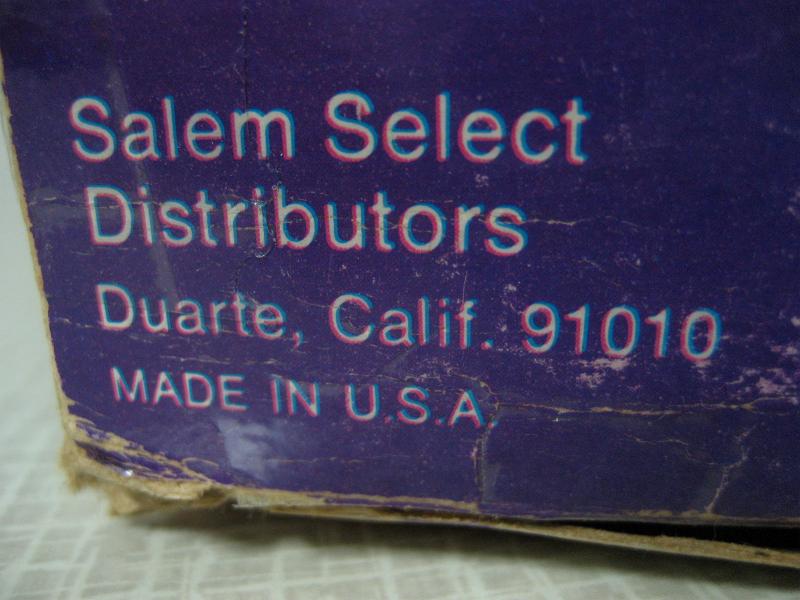 Salem Select
Distributors
Duarte, Calif. 91010
MADE IN U.S.A.